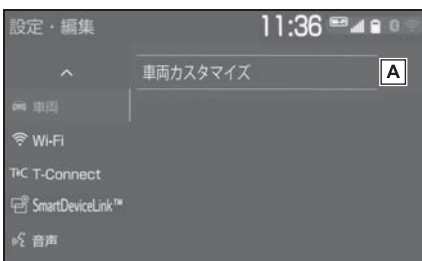 設定・編集 11:36
車両カスタマイズ A
車両
Wi-Fi
T-Connect
SmartDeviceLink™
音声